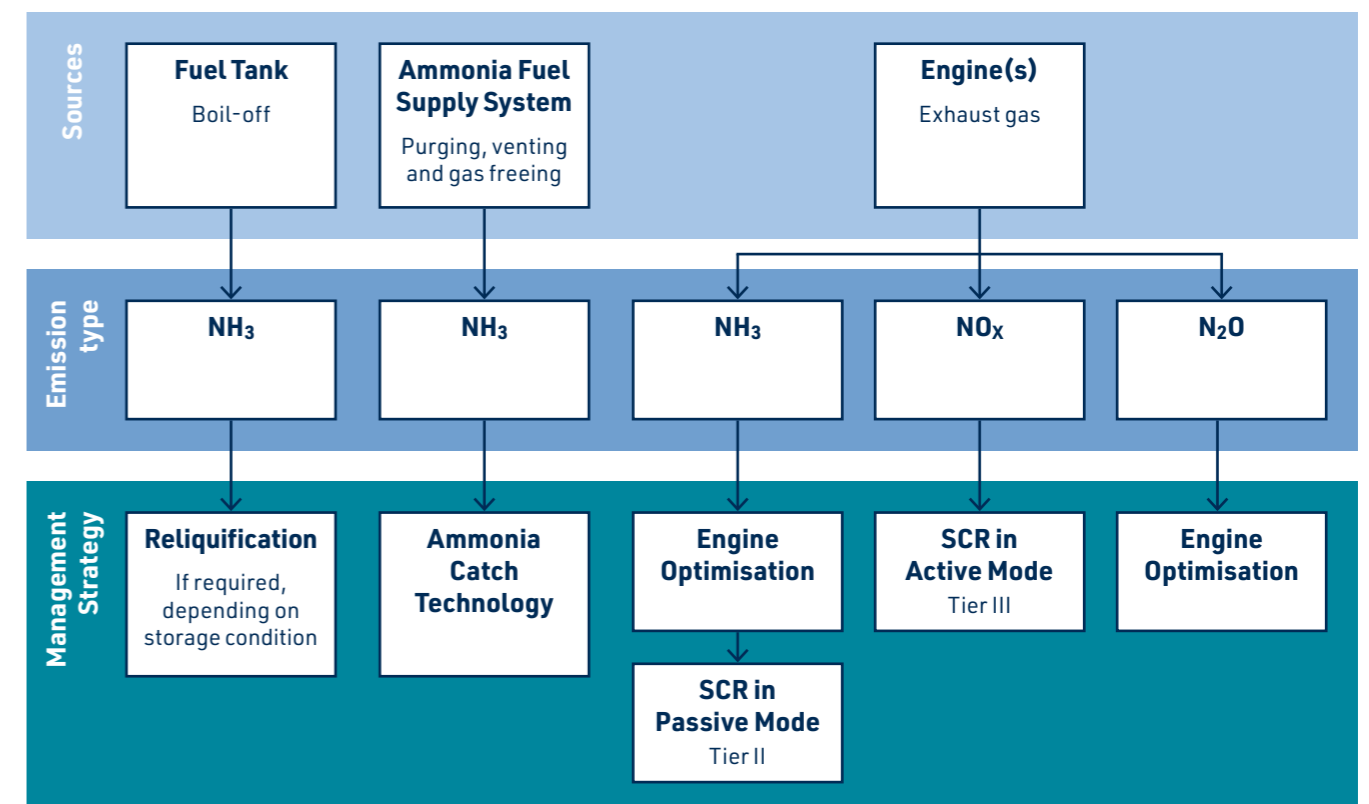 Sources
Fuel Tank
Boil-off
Ammonia Fuel
Supply System
Purging, venting
and gas freeing
Engine(s)
Exhaust gas
Emission
type
NH₃
NH₃
NH₃
NOₓ
N₂O
Management
Strategy
Reliquification
If required,
depending on
storage condition
Ammonia
Catch
Technology
Engine
Optimisation
SCR in
Passive Mode
Tier II
SCR in
Active Mode
Tier III
Engine
Optimisation